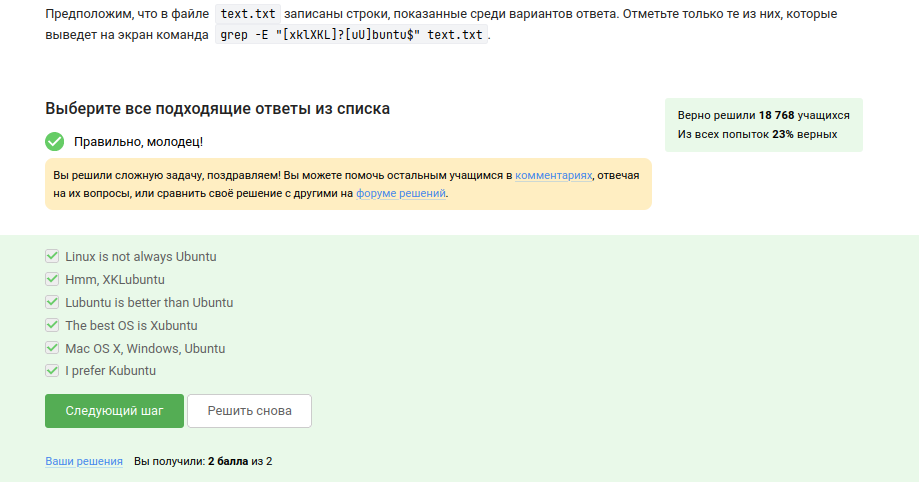 Предположим, что в файле text.txt записаны строки, показанные среди вариантов ответа. Отметьте только те из них, которые
выведет на экран команда grep -E "[xklXKL]?[uU]buntu$" text.txt.
Выберите все подходящие ответы из списка
Верно решили 18 768 учащихся
Из всех попыток 23% верных
Правильно, молодец!
Вы решили сложную задачу, поздравляем! Вы можете помочь остальным учащимся в комментариях, отвечая
на их вопросы, или сравнить своё решение с другими на форуме решений.
Linux is not always Ubuntu
Hmm, XKLubuntu
Lubuntu is better than Ubuntu
The best OS is Xubuntu
Mac OS X, Windows, Ubuntu
I prefer Kubuntu
Следующий шаг
Решить снова
Ваши решения Вы получили: 2 балла из 2